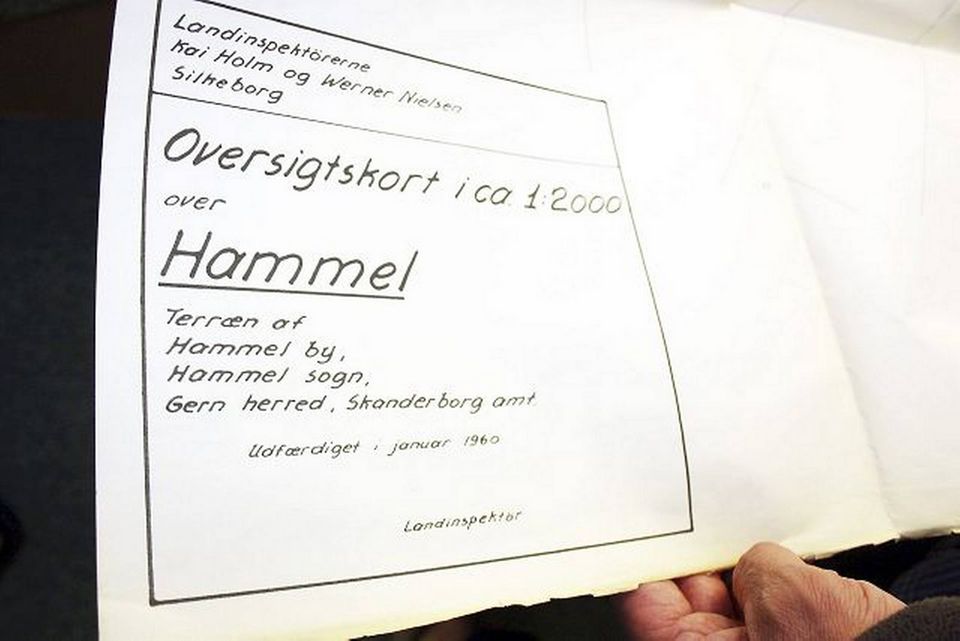 Landinspektörerne
Kai Holm og Werner Nielsen
Silkeborg
Oversigtskort i ca. 1:2000
over
Hammel
Terræn af
Hammel by,
Hammel sogn,
Gern herred, Skanderborg amt.
Udfærdiget i januar 1960
Landinspektör